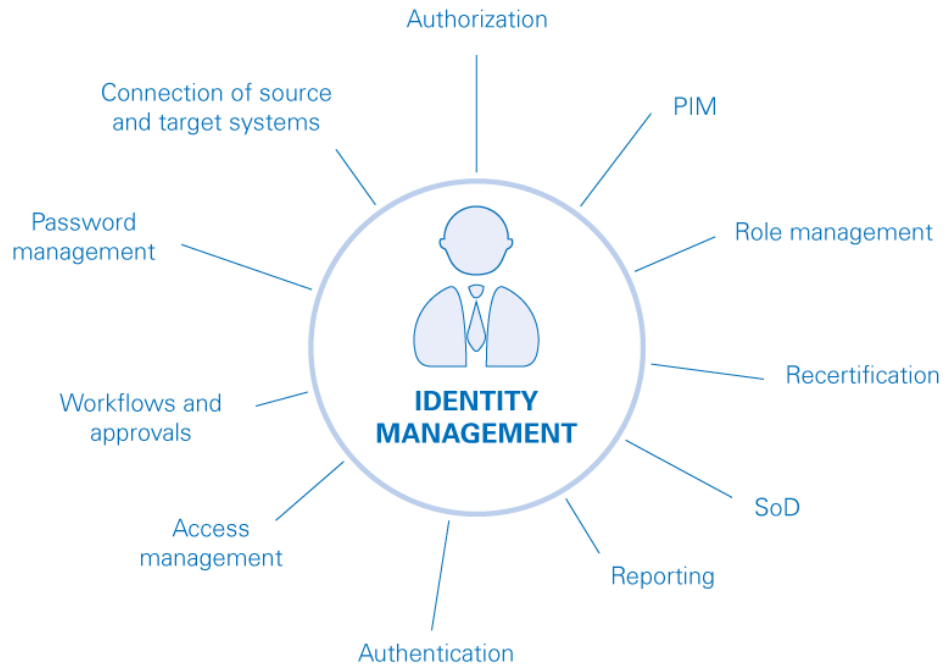 Authorization
PIM
Role management
Recertification
SoD
Reporting
Authentication
Access
management
Workflows and
approvals
Password
management
Connection of source
and target systems
IDENTITY
MANAGEMENT